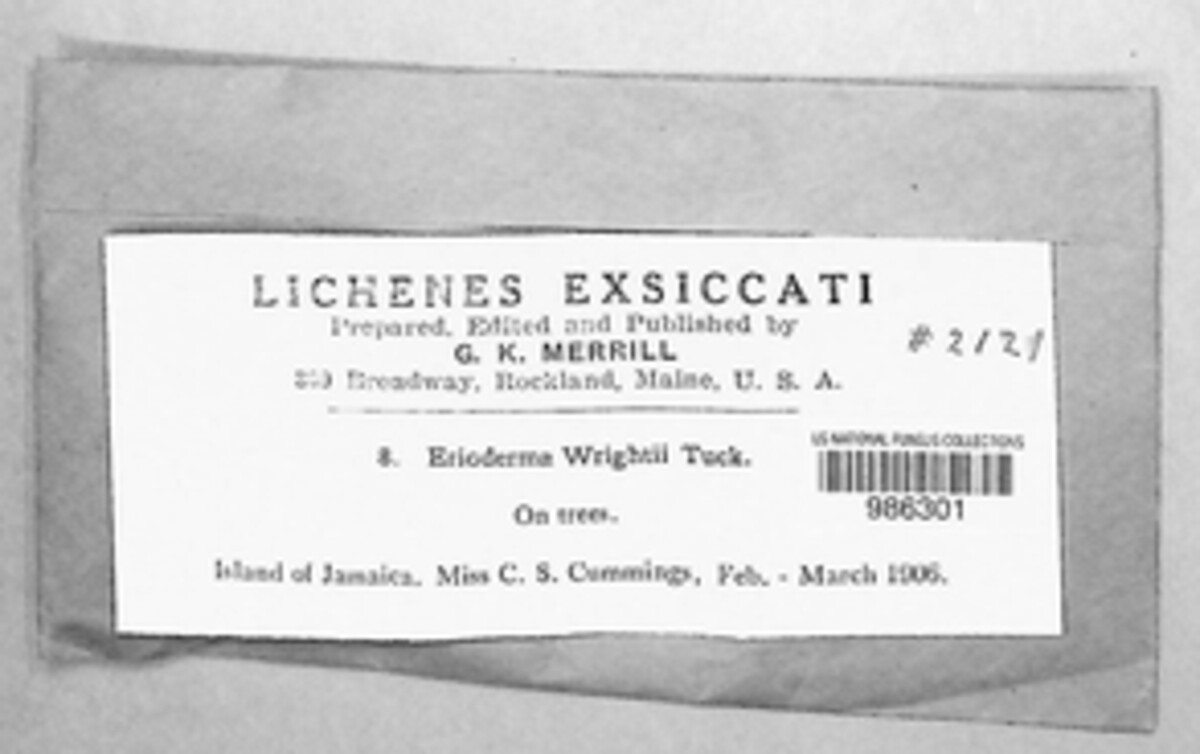 LICHENES EXSICCATI
Prepared, Edited and Published by
G. K. MERRILL
Broadway, Rockland, Maine, U. S. A.
# 2121
8. Erioderma Wrightii Tuck.
US NATIONAL FUNGUS COLLECTIONS
986301
On trees.
Island of Jamaica. Miss C. S. Cummings, Feb. - March 1906.